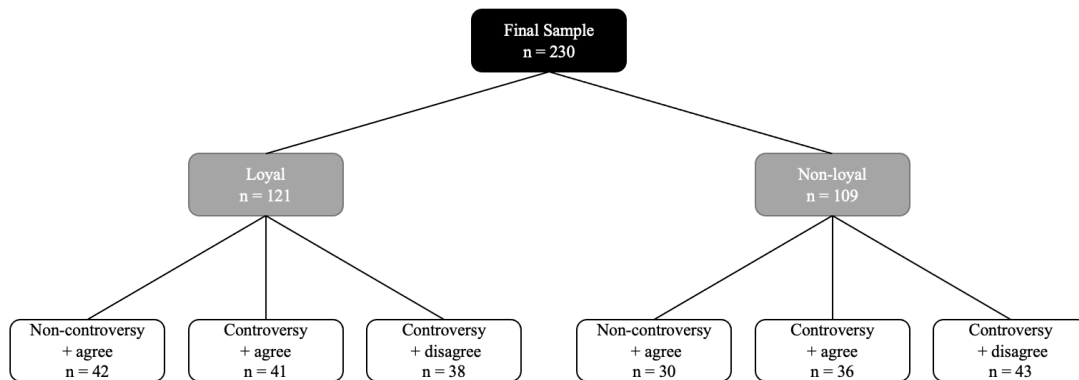 Final Sample
n = 230
Loyal
n = 121
Non-loyal
n = 109
Non-controversy
+ agree
n = 42
Controversy
+ agree
n = 41
Controversy
+ disagree
n = 38
Non-controversy
+ agree
n = 30
Controversy
+ agree
n = 36
Controversy
+ disagree
n = 43